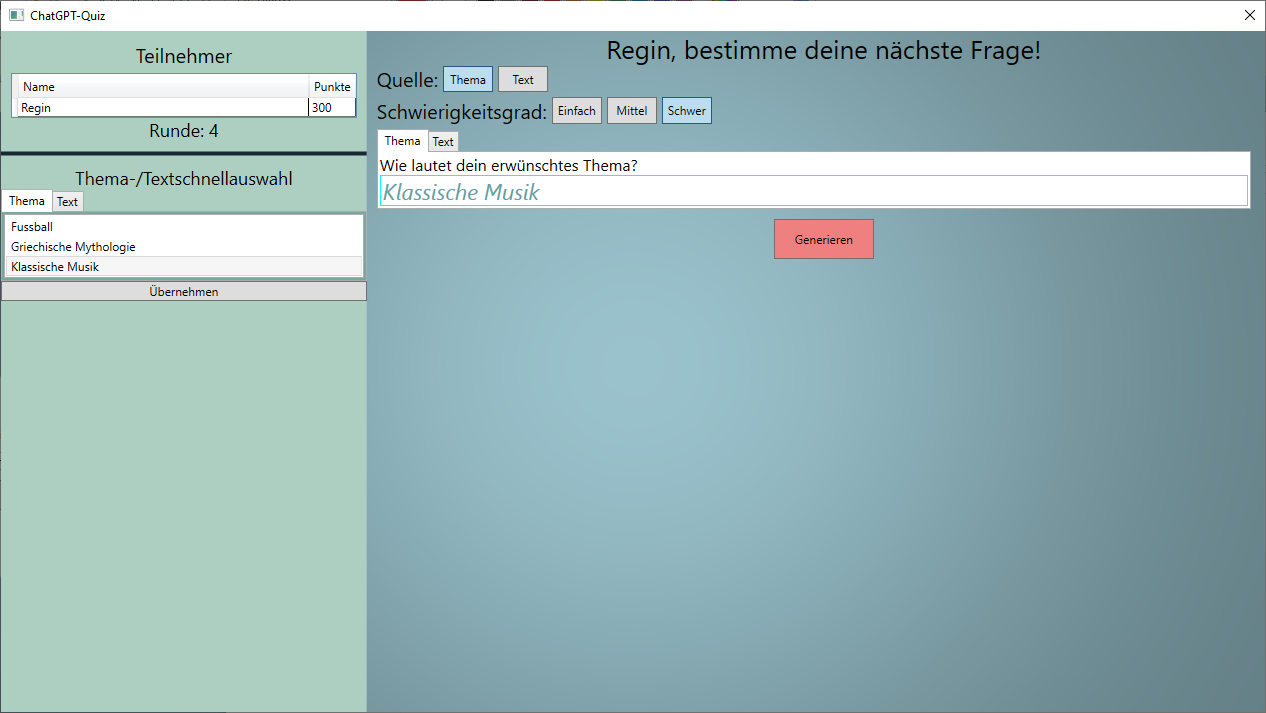 ChatGPT-Quiz
Teilnehmer
Name Punkte
Regin 300
Runde: 4
Thema-/Textschnellauswahl
Thema Text
Fussball
Griechische Mythologie
Klassische Musik
Übernehmen
Regin, bestimme deine nächste Frage!
Quelle: Thema Text
Schwierigkeitsgrad: Einfach Mittel Schwer
Thema Text
Wie lautet dein erwünschtes Thema?
Klassische Musik
Generieren